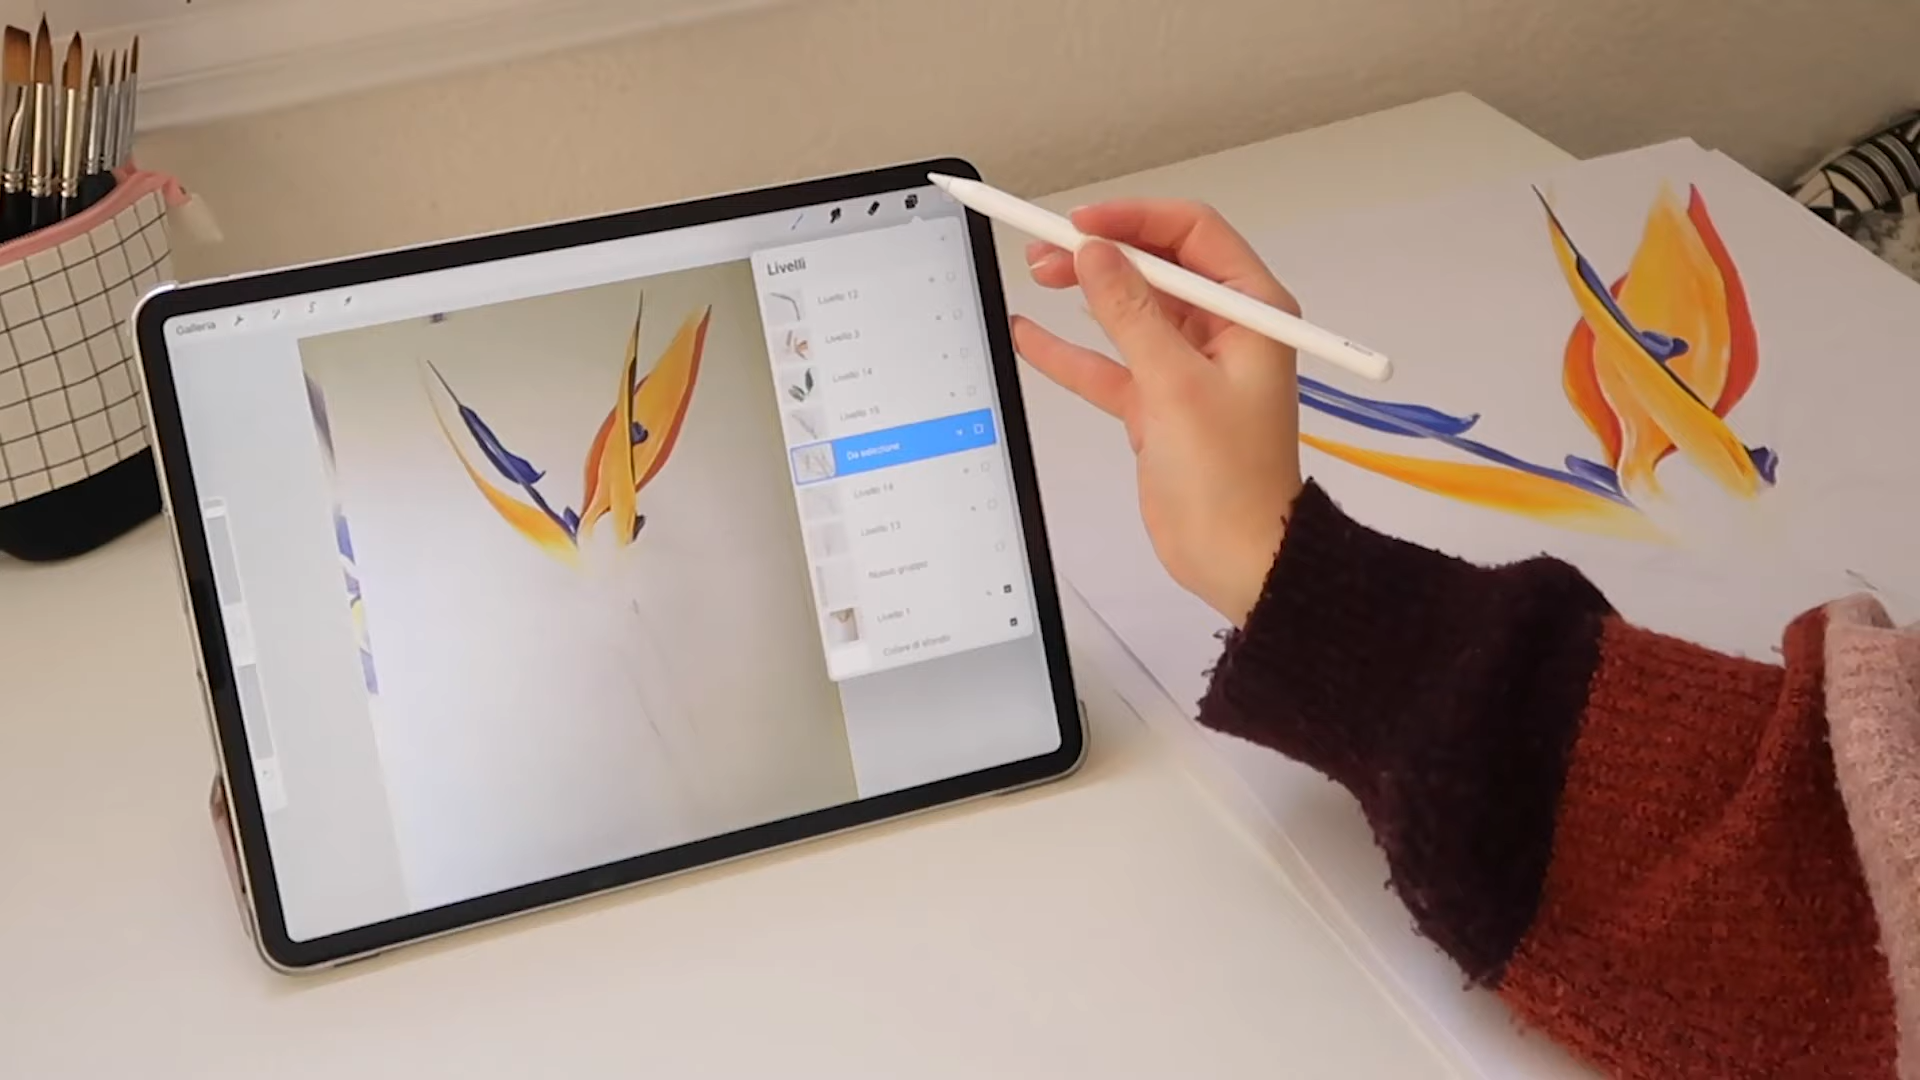 Galleria
Livelli
Livello 12
Livello 3
Livello 14
Livello 15
Da selezione
Livello 16
Livello 13
Nuovo gruppo
Livello 1
Colore di sfondo